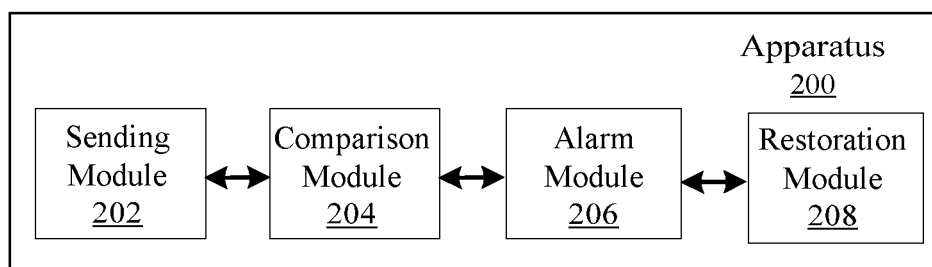 Apparatus
200
Sending
Module
202
Comparison
Module
204
Alarm
Module
206
Restoration
Module
208